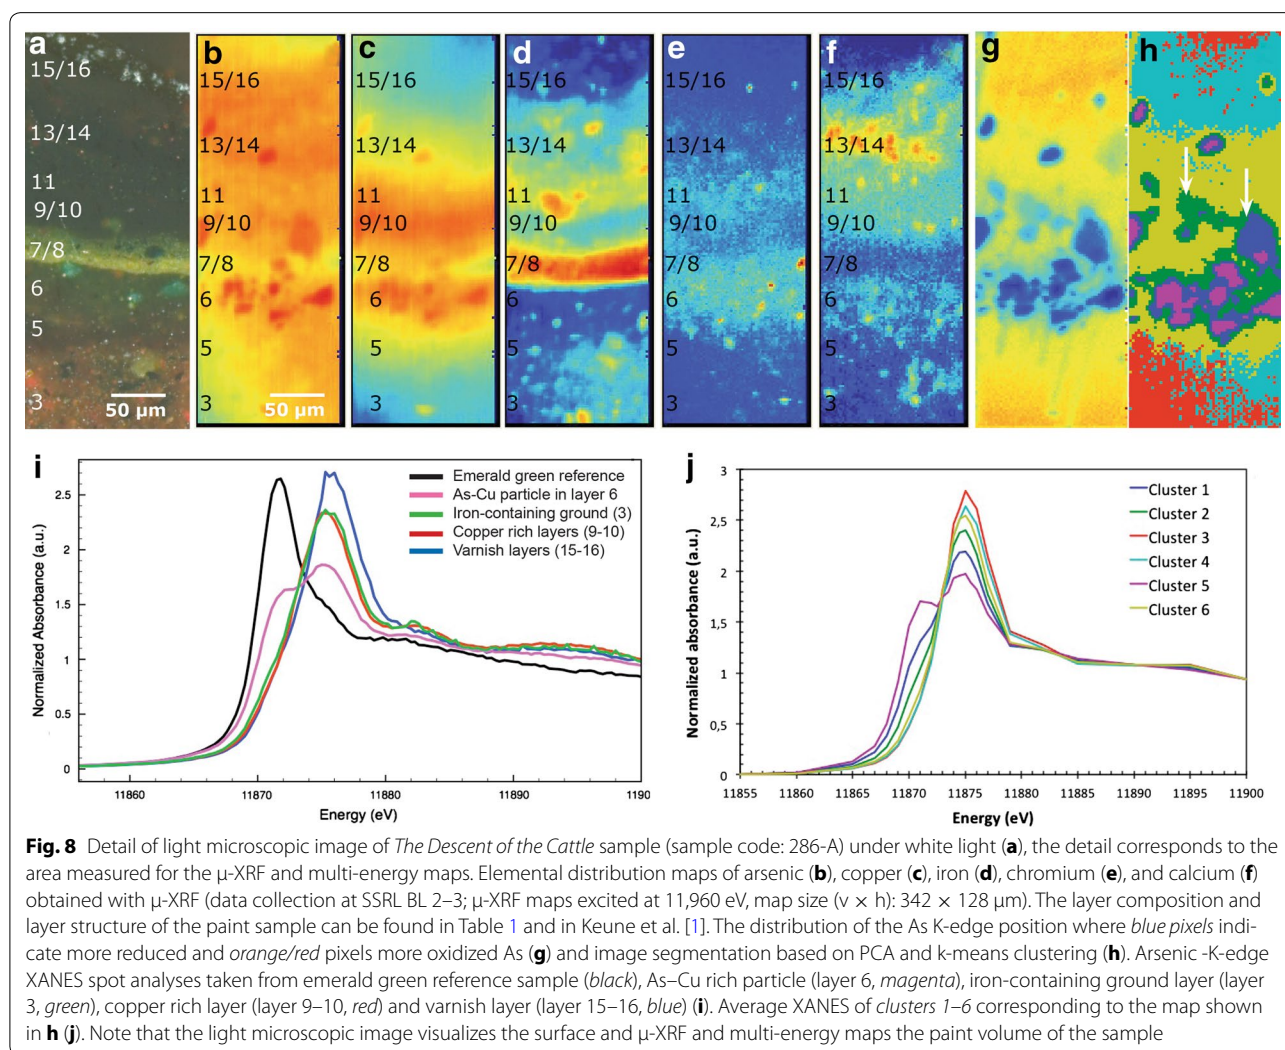 a b c d e f g h
15/16 15/16 15/16 15/16 15/16 15/16
13/14 13/14 13/14 13/14 13/14 13/14
11 11 11 11 11 11
9/10 9/10 9/10 9/10 9/10 9/10
7/8 7/8 7/8 7/8 7/8 7/8
6 6 6 6 6 6
5 5 5 5 5 5
3 3 3 3 3 3
50 µm 50 µm
i
Emerald green reference
As-Cu particle in layer 6
Iron-containing ground (3)
Copper rich layers (9-10)
Varnish layers (15-16)
Normalized Absorbance (a.u.)
2.5
2
1.5
1
0.5
0
11860 11870 11880 11890 1190
Energy (eV)
j
Cluster 1
Cluster 2
Cluster 3
Cluster 4
Cluster 5
Cluster 6
Normalized absorbance (a.u.)
3
2,5
2
1,5
1
0,5
0
11855 11860 11865 11870 11875 11880 11885 11890 11895 11900
Energy (eV)
Fig. 8 Detail of light microscopic image of The Descent of the Cattle sample (sample code: 286-A) under white light (a), the detail corresponds to the
area measured for the µ-XRF and multi-energy maps. Elemental distribution maps of arsenic (b), copper (c), iron (d), chromium (e), and calcium (f)
obtained with µ-XRF (data collection at SSRL BL 2–3; µ-XRF maps excited at 11,960 eV, map size (v × h): 342 × 128 µm). The layer composition and
layer structure of the paint sample can be found in Table 1 and in Keune et al. [1]. The distribution of the As K-edge position where blue pixels indi-
cate more reduced and orange/red pixels more oxidized As (g) and image segmentation based on PCA and k-means clustering (h). Arsenic -K-edge
XANES spot analyses taken from emerald green reference sample (black), As–Cu rich particle (layer 6, magenta), iron-containing ground layer (layer
3, green), copper rich layer (layer 9–10, red) and varnish layer (layer 15–16, blue) (i). Average XANES of clusters 1–6 corresponding to the map shown
in h (j). Note that the light microscopic image visualizes the surface and µ-XRF and multi-energy maps the paint volume of the sample